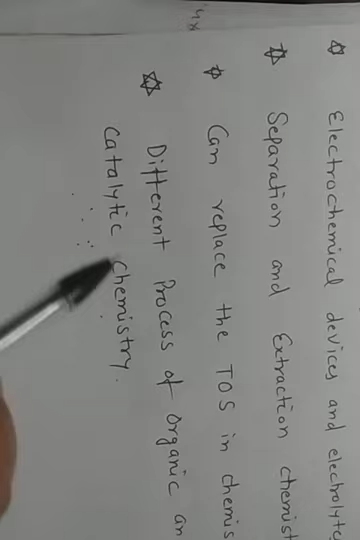 Electrochemical devices and electrolyte
Separation and Extraction chemist
Can replace the TOS in chemis
Different Process of Organic an
Catalytic Chemistry.